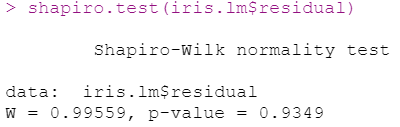 > shapiro.test(iris.lm$residual)
Shapiro-Wilk normality test
data:  iris.lm$residual
W = 0.99559, p-value = 0.9349